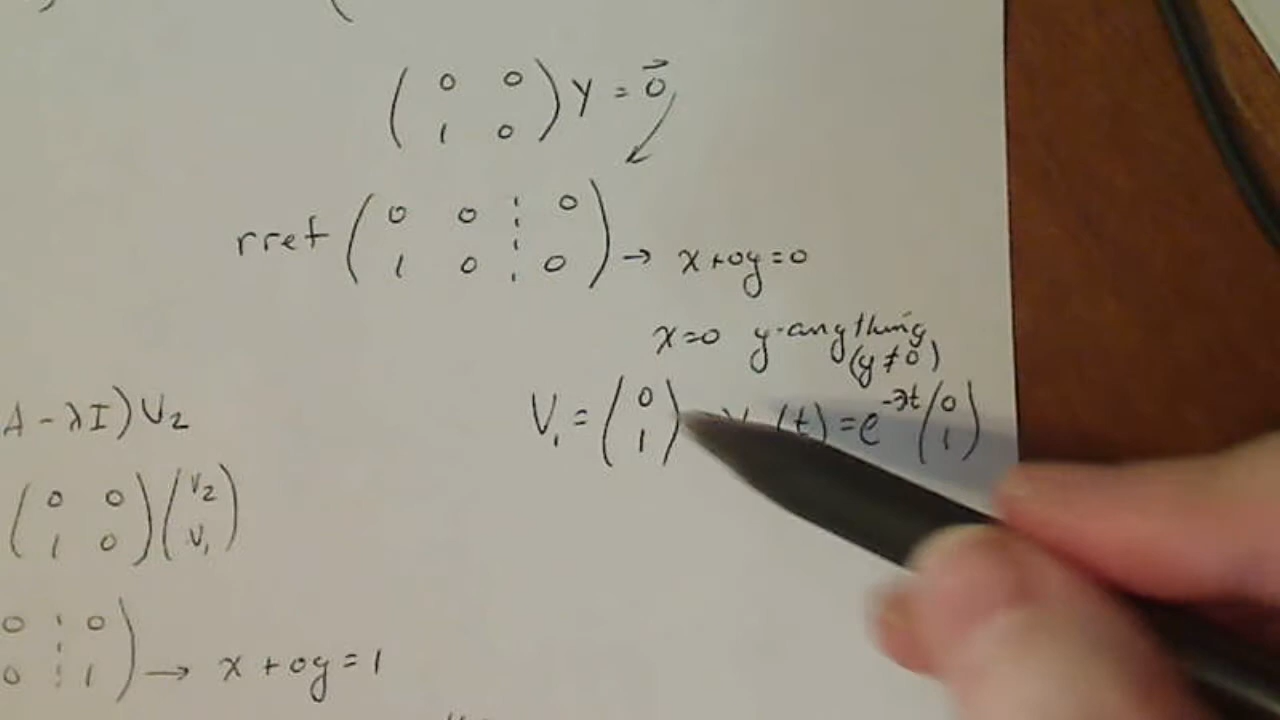 ( 0 0
1 0 ) Y = 0⃗
rref ( 0 0 ¦ 0
1 0 ¦ 0 ) → x+0y=0
x=0 y-anything
(y≠0)
V₁ = ( 0
1 ) (t) = e^-3t ( 0
1 )
A - λI) V₂
( 0 0
1 0 ) ( V₂
V₁ )
0 ¦ 0
0 ¦ 1 ) → x + 0y = 1